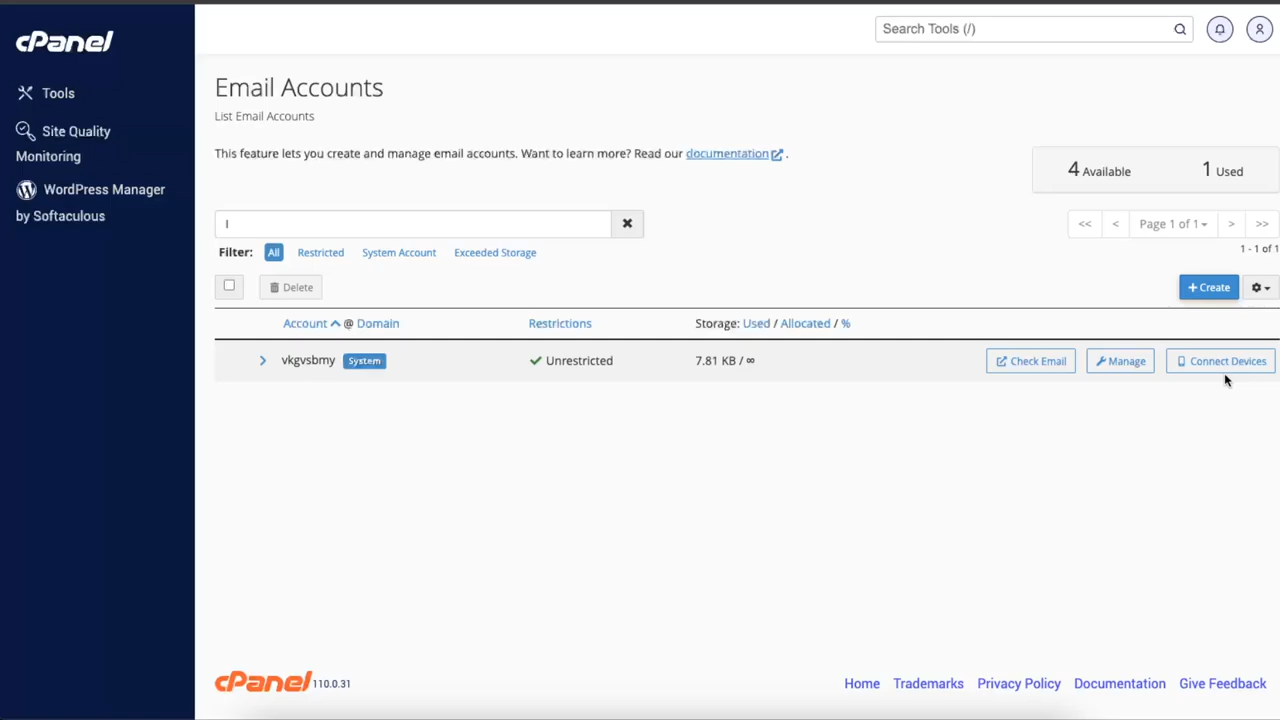 cPanel
Search Tools (/)
Tools
Site Quality
Monitoring
WordPress Manager
by Softaculous
Email Accounts
List Email Accounts
This feature lets you create and manage email accounts. Want to learn more? Read our documentation.
4 Available 1 Used
l
<< < Page 1 of 1 > >>
Filter: All Restricted System Account Exceeded Storage
1 - 1 of 1
Delete
+ Create
Account @ Domain Restrictions Storage: Used / Allocated / %
vkgvsbmy System Unrestricted 7.81 KB / ∞ Check Email Manage Connect Devices
cPanel 110.0.31 Home Trademarks Privacy Policy Documentation Give Feedback